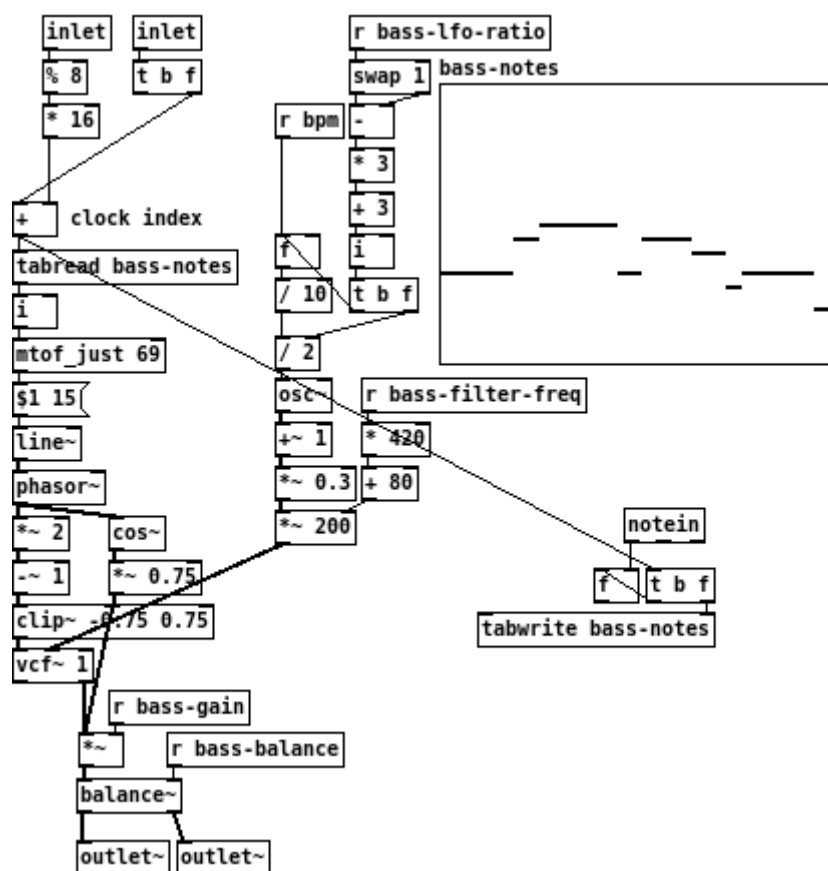 inlet
inlet
r bass-lfo-ratio
% 8
t b f
swap 1
bass-notes
* 16
r bpm
-
* 3
+ 3
+
clock index
f
i
tabread bass-notes
/ 10
t b f
i
mtof_just 69
/ 2
$1 15
osc~
r bass-filter-freq
line~
+~ 1
* 420
phasor~
*~ 0.3
+ 80
*~ 2
cos~
*~ 200
notein
-~ 1
*~ 0.75
f
t b f
clip~ -0.75 0.75
tabwrite bass-notes
vcf~ 1
r bass-gain
*~
r bass-balance
balance~
outlet~
outlet~